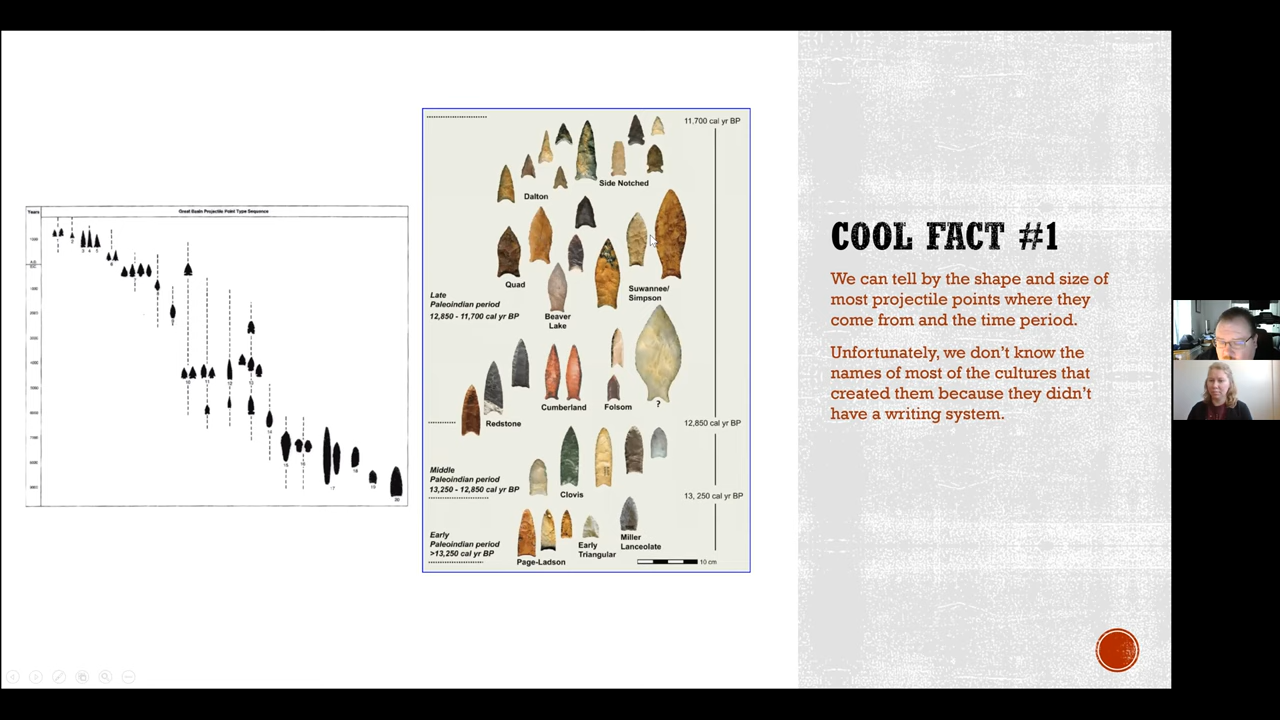 Years
Great Basin Projectile Point Type Sequence
11,700 cal yr BP
Side Notched
Dalton
Quad
Suwannee/
Simpson
Late
Paleoindian period
12,850 - 11,700 cal yr BP
Beaver
Lake
Cumberland
Folsom
?
Redstone
12,850 cal yr BP
Middle
Paleoindian period
13,250 - 12,850 cal yr BP
Clovis
13, 250 cal yr BP
Early
Paleoindian period
>13,250 cal yr BP
Page-Ladson
Early
Triangular
Miller
Lanceolate
10 cm
COOL FACT #1
We can tell by the shape and size of
most projectile points where they
come from and the time period.
Unfortunately, we don't know the
names of most of the cultures that
created them because they didn't
have a writing system.